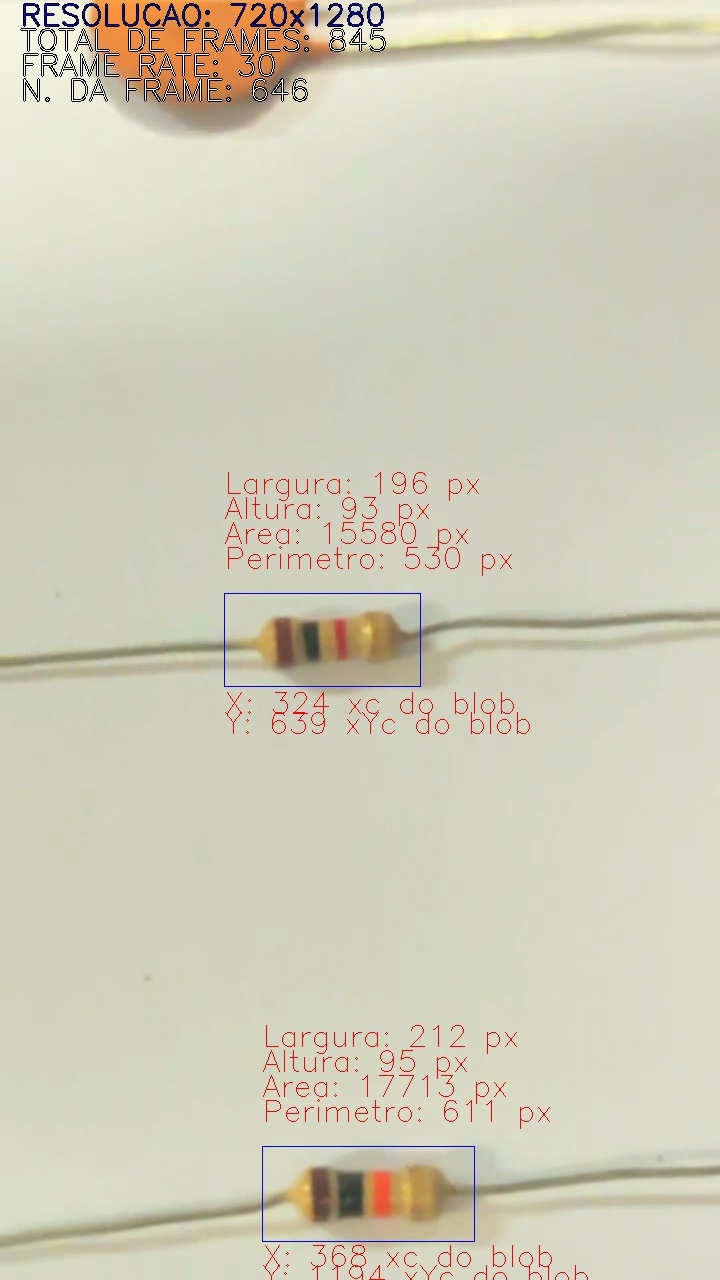 RESOLUCAO: 720x1280
TOTAL DE FRAMES: 845
FRAME RATE: 30
N. DA FRAME: 646
Largura: 196 px
Altura: 93 px
Area: 15580 px
Perimetro: 530 px
X: 324 xc do blob
Y: 639 xYc do blob
Largura: 212 px
Altura: 95 px
Area: 17713 px
Perimetro: 611 px
X: 368 xc do blob
Y: 1194 xYc do blob